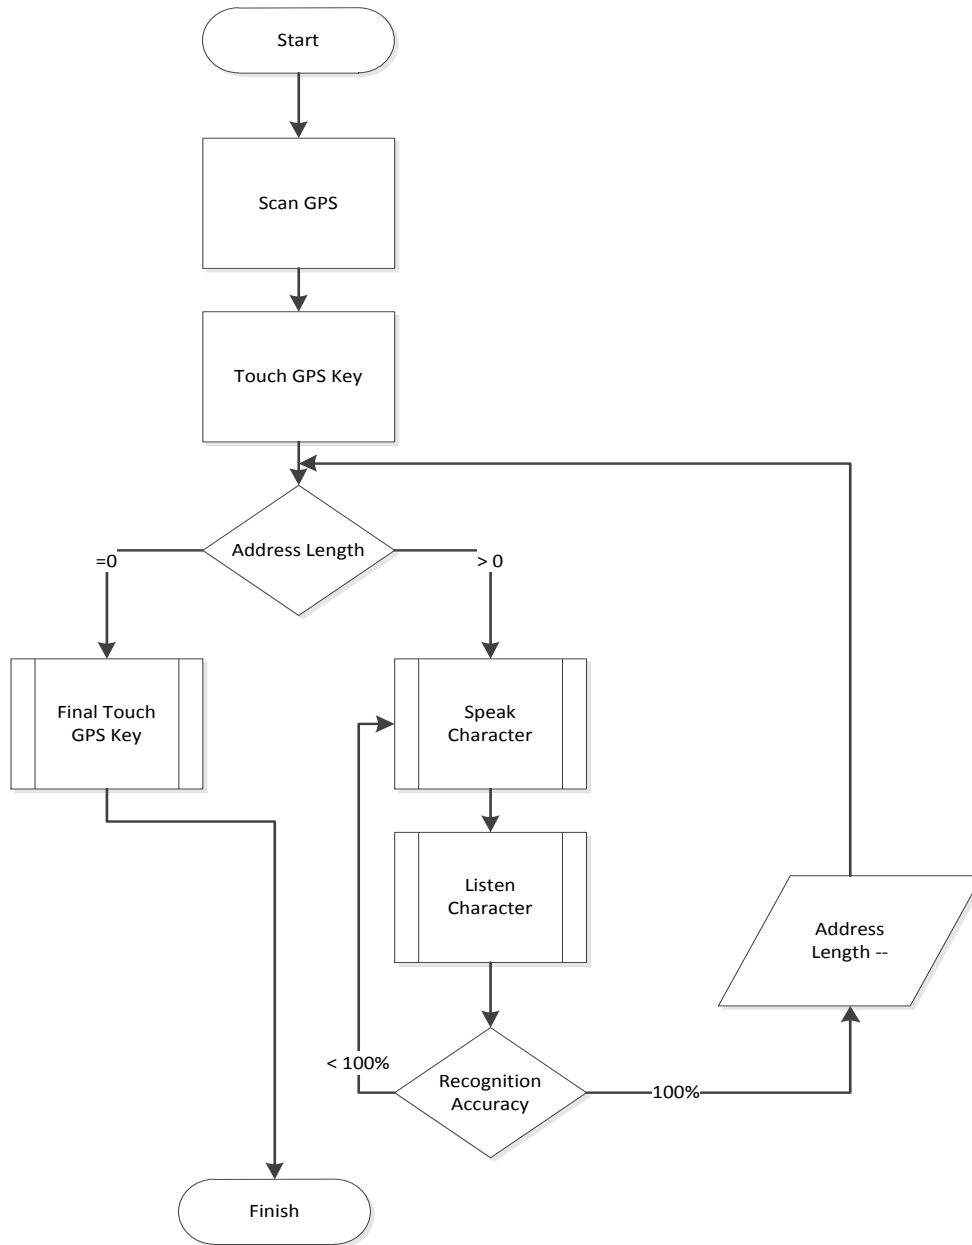 Start
Scan GPS
Touch GPS Key
Address Length
=0
> 0
Final Touch
GPS Key
Speak
Character
Listen
Character
Address
Length --
< 100%
Recognition
Accuracy
100%
Finish